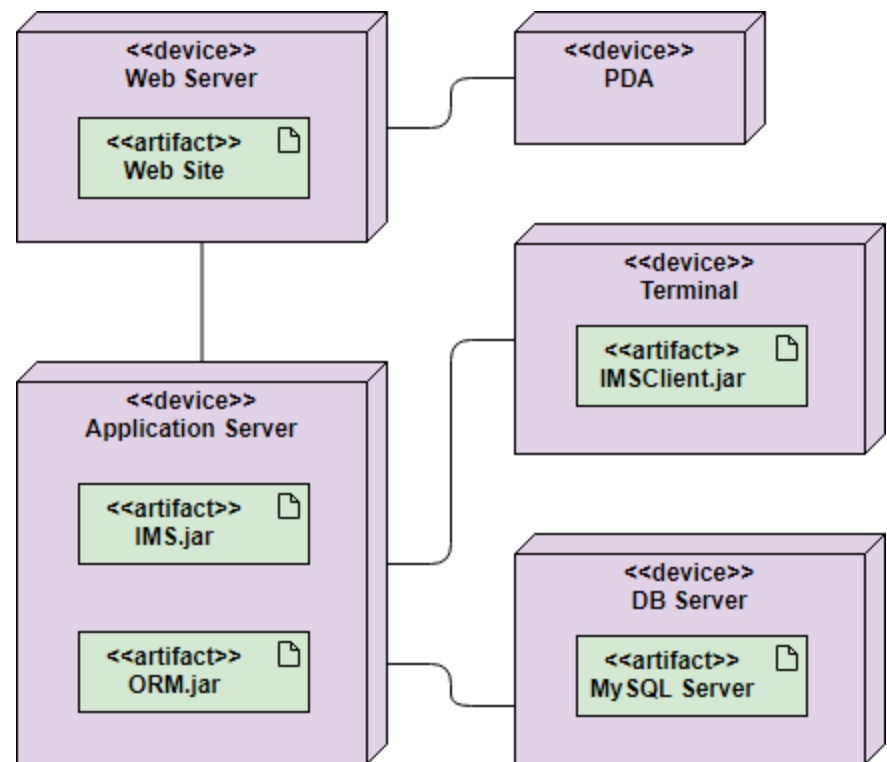 <<device>>
Web Server
<<artifact>>
Web Site
<<device>>
PDA
<<device>>
Terminal
<<artifact>>
IMSClient.jar
<<device>>
Application Server
<<artifact>>
IMS.jar
<<artifact>>
ORM.jar
<<device>>
DB Server
<<artifact>>
MySQL Server